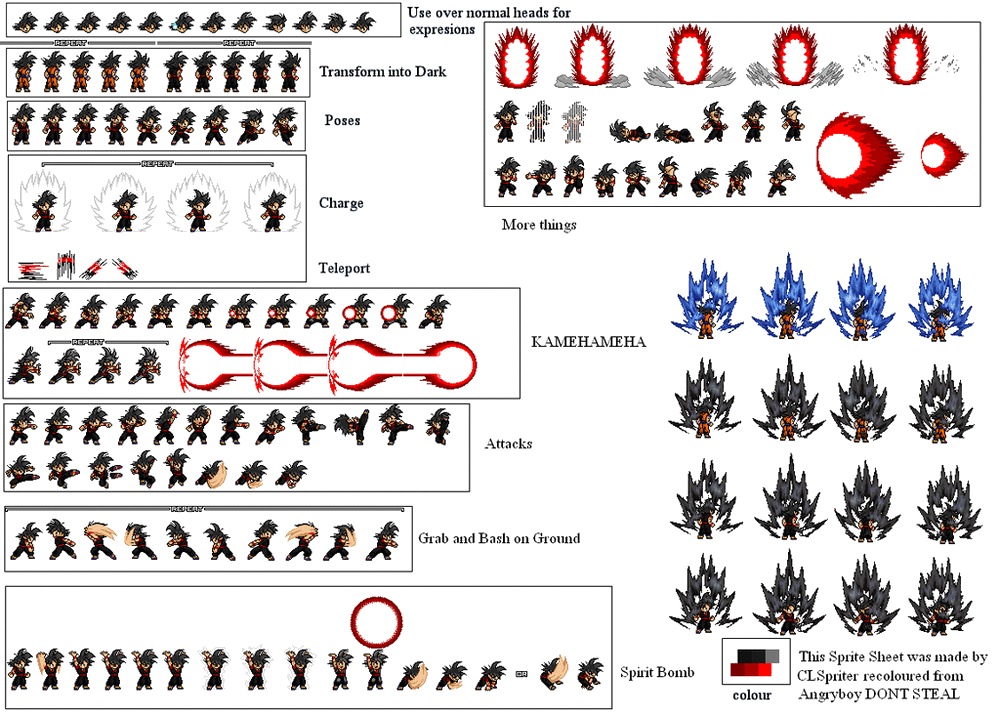 Use over normal heads for
expresions
REPEAT REPEAT
Transform into Dark
Poses
REPEAT
Charge
Teleport
More things
KAMEHAMEHA
REPEAT
Attacks
REPEAT
Grab and Bash on Ground
OR
Spirit Bomb
colour
This Sprite Sheet was made by
CLSpriter recoloured from
Angryboy DONT STEAL